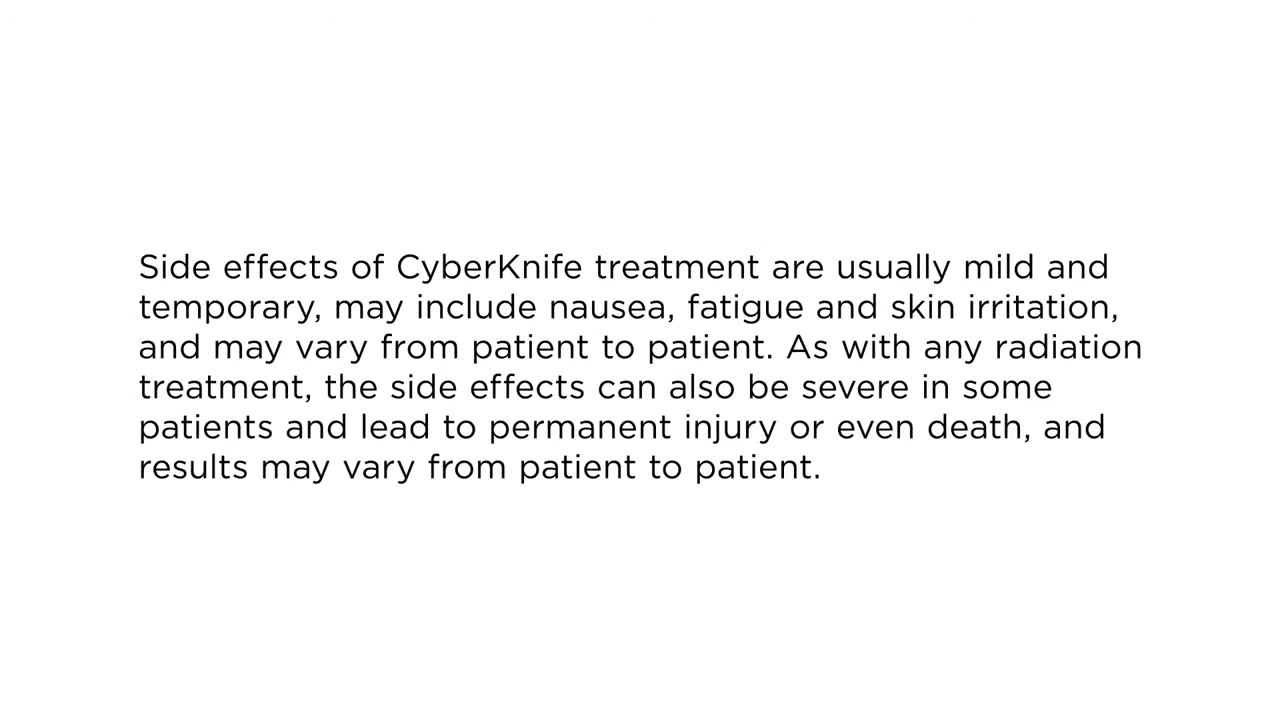 Side effects of CyberKnife treatment are usually mild and
temporary, may include nausea, fatigue and skin irritation,
and may vary from patient to patient. As with any radiation
treatment, the side effects can also be severe in some
patients and lead to permanent injury or even death, and
results may vary from patient to patient.